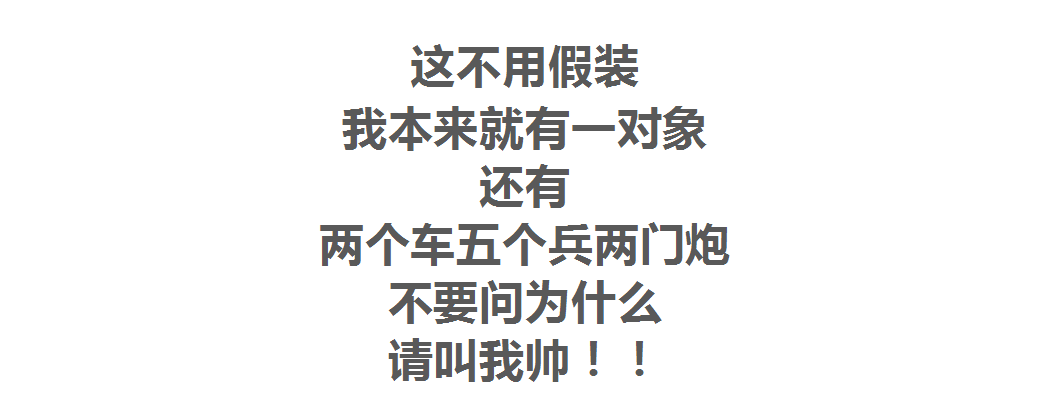 这不用假装
我本来就有一对象
还有
两个车五个兵两门炮
不要问为什么
请叫我帅！！